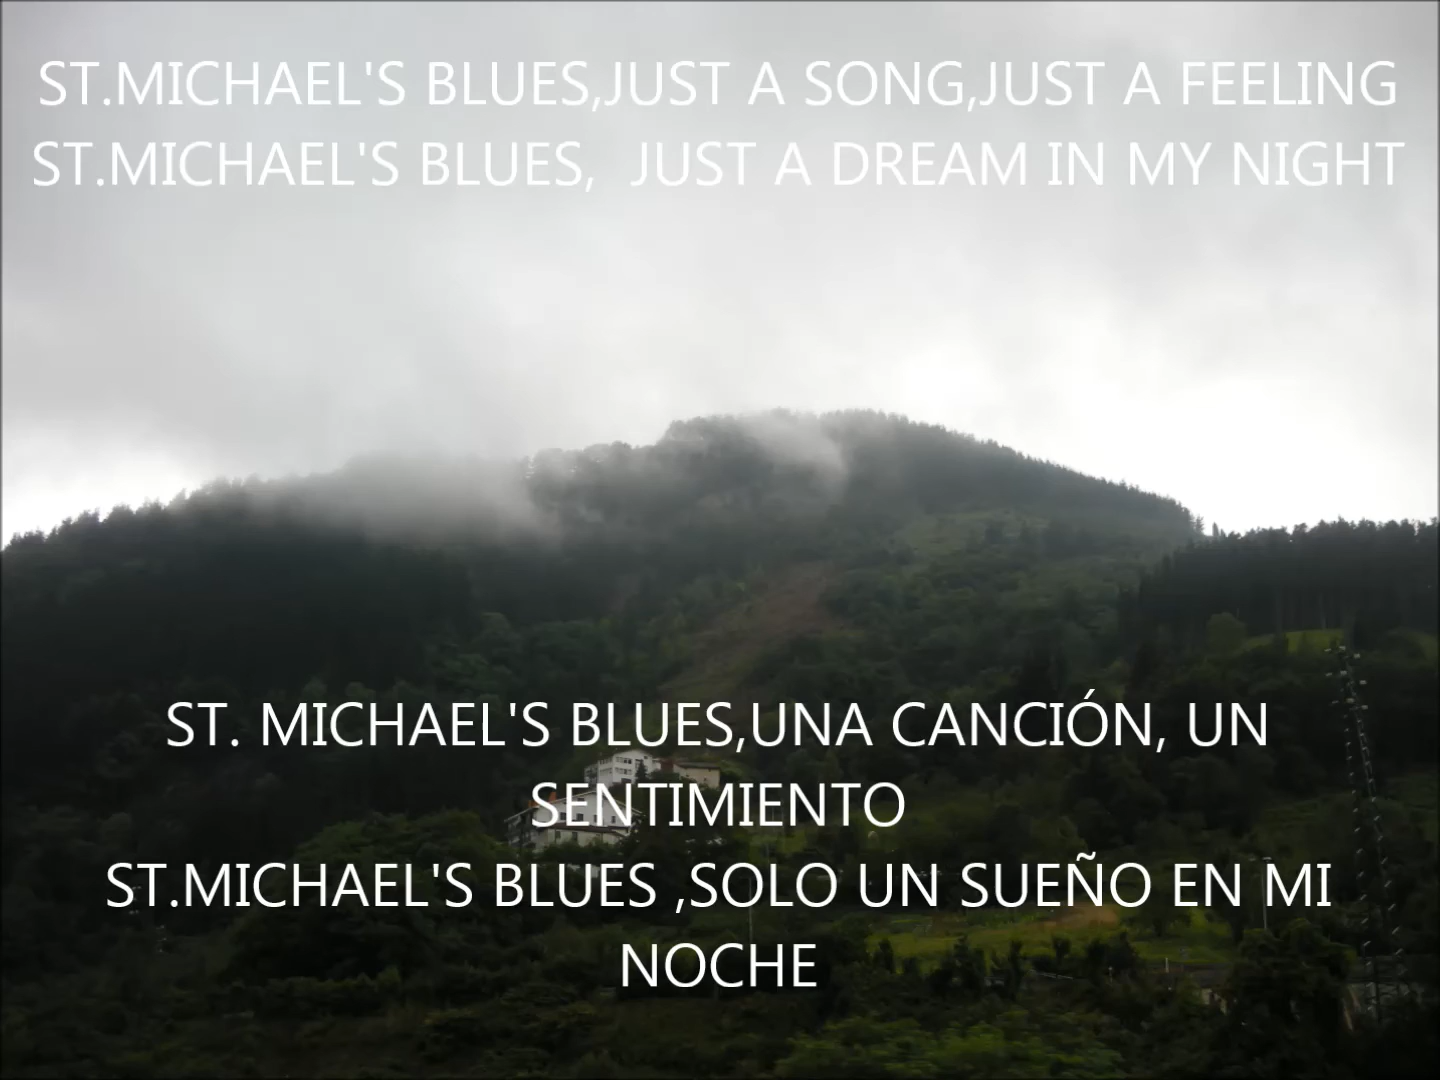 ST.MICHAEL'S BLUES,JUST A SONG,JUST A FEELING
ST.MICHAEL'S BLUES, JUST A DREAM IN MY NIGHT
ST. MICHAEL'S BLUES,UNA CANCIÓN, UN
SENTIMIENTO
ST.MICHAEL'S BLUES ,SOLO UN SUEÑO EN MI
NOCHE